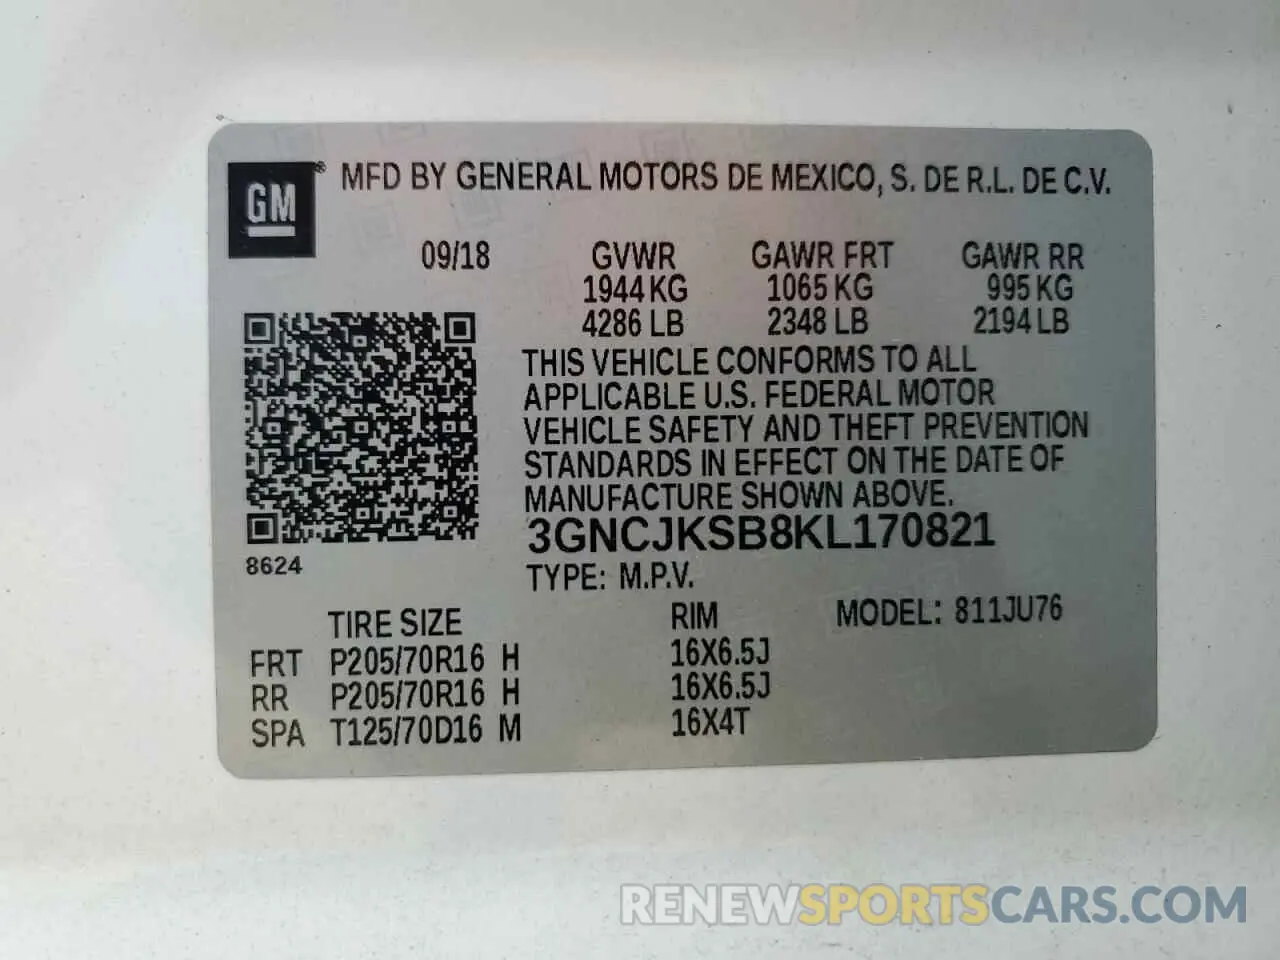 GM® MFD BY GENERAL MOTORS DE MEXICO, S. DE R.L. DE C.V.
09/18 GVWR GAWR FRT GAWR RR
1944 KG 1065 KG 995 KG
4286 LB 2348 LB 2194 LB
THIS VEHICLE CONFORMS TO ALL
APPLICABLE U.S. FEDERAL MOTOR
VEHICLE SAFETY AND THEFT PREVENTION
STANDARDS IN EFFECT ON THE DATE OF
MANUFACTURE SHOWN ABOVE.
3GNCJKSB8KL170821
8624
TYPE: M.P.V.
TIRE SIZE RIM MODEL: 811JU76
FRT P205/70R16 H 16X6.5J
RR P205/70R16 H 16X6.5J
SPA T125/70D16 M 16X4T
RENEWSPORTSCARS.COM